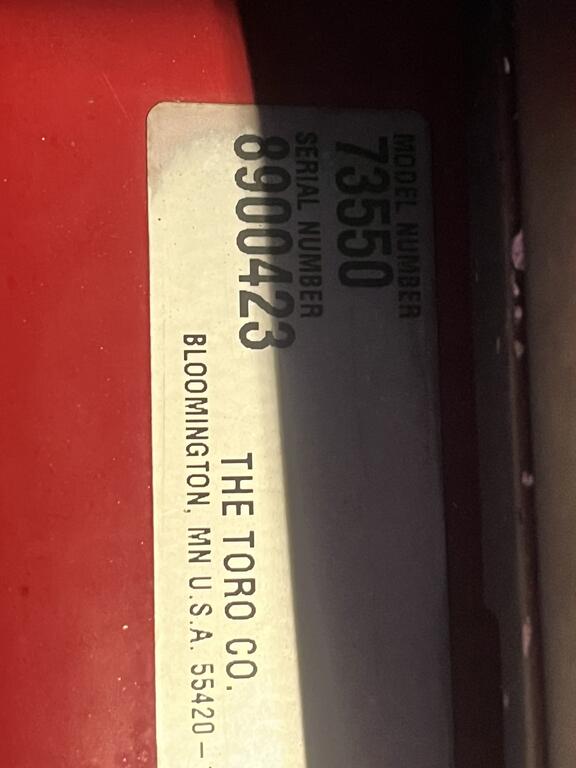 MODEL NUMBER
73550
SERIAL NUMBER
8900423
THE TORO CO.
BLOOMINGTON, MN U.S.A. 55420-